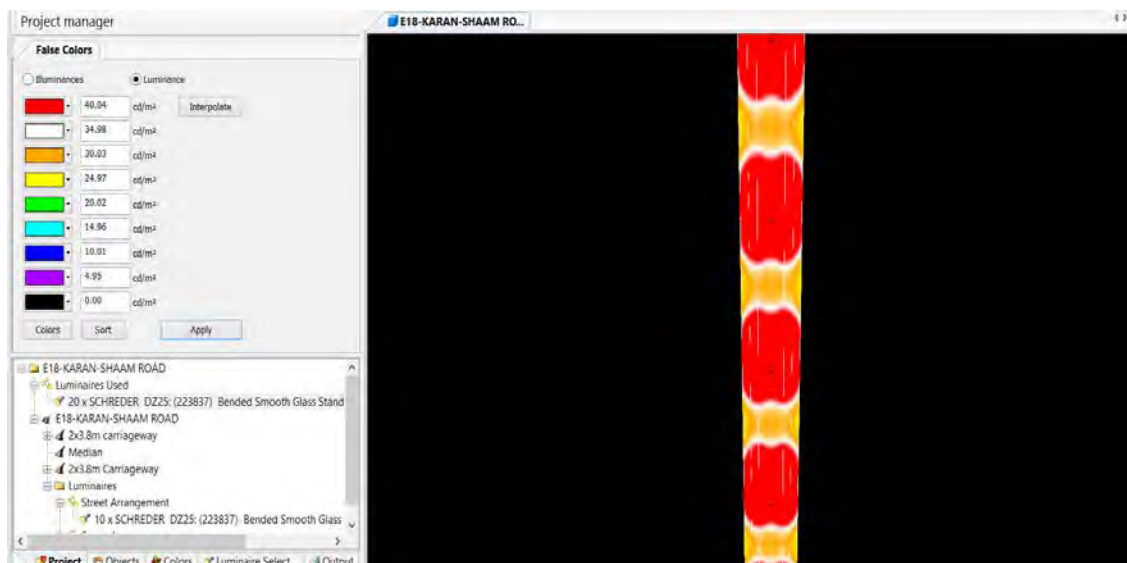 Project manager
E18-KARAN-SHAAM RO...
False Colors
Illuminances Luminance
40.04 cd/m² Interpolate
34.98 cd/m²
30.03 cd/m²
24.97 cd/m²
20.02 cd/m²
14.96 cd/m²
10.01 cd/m²
4.95 cd/m²
0.00 cd/m²
Colors Sort Apply
E18-KARAN-SHAAM ROAD
Luminaires Used
20 x SCHREDER DZ25: (223837) Bended Smooth Glass Stand
E18-KARAN-SHAAM ROAD
2x3.8m carriageway
Median
2x3.8m Carriageway
Luminaires
Street Arrangement
10 x SCHREDER DZ25: (223837) Bended Smooth Glass
Project Objects Colors Luminaire Select... Output